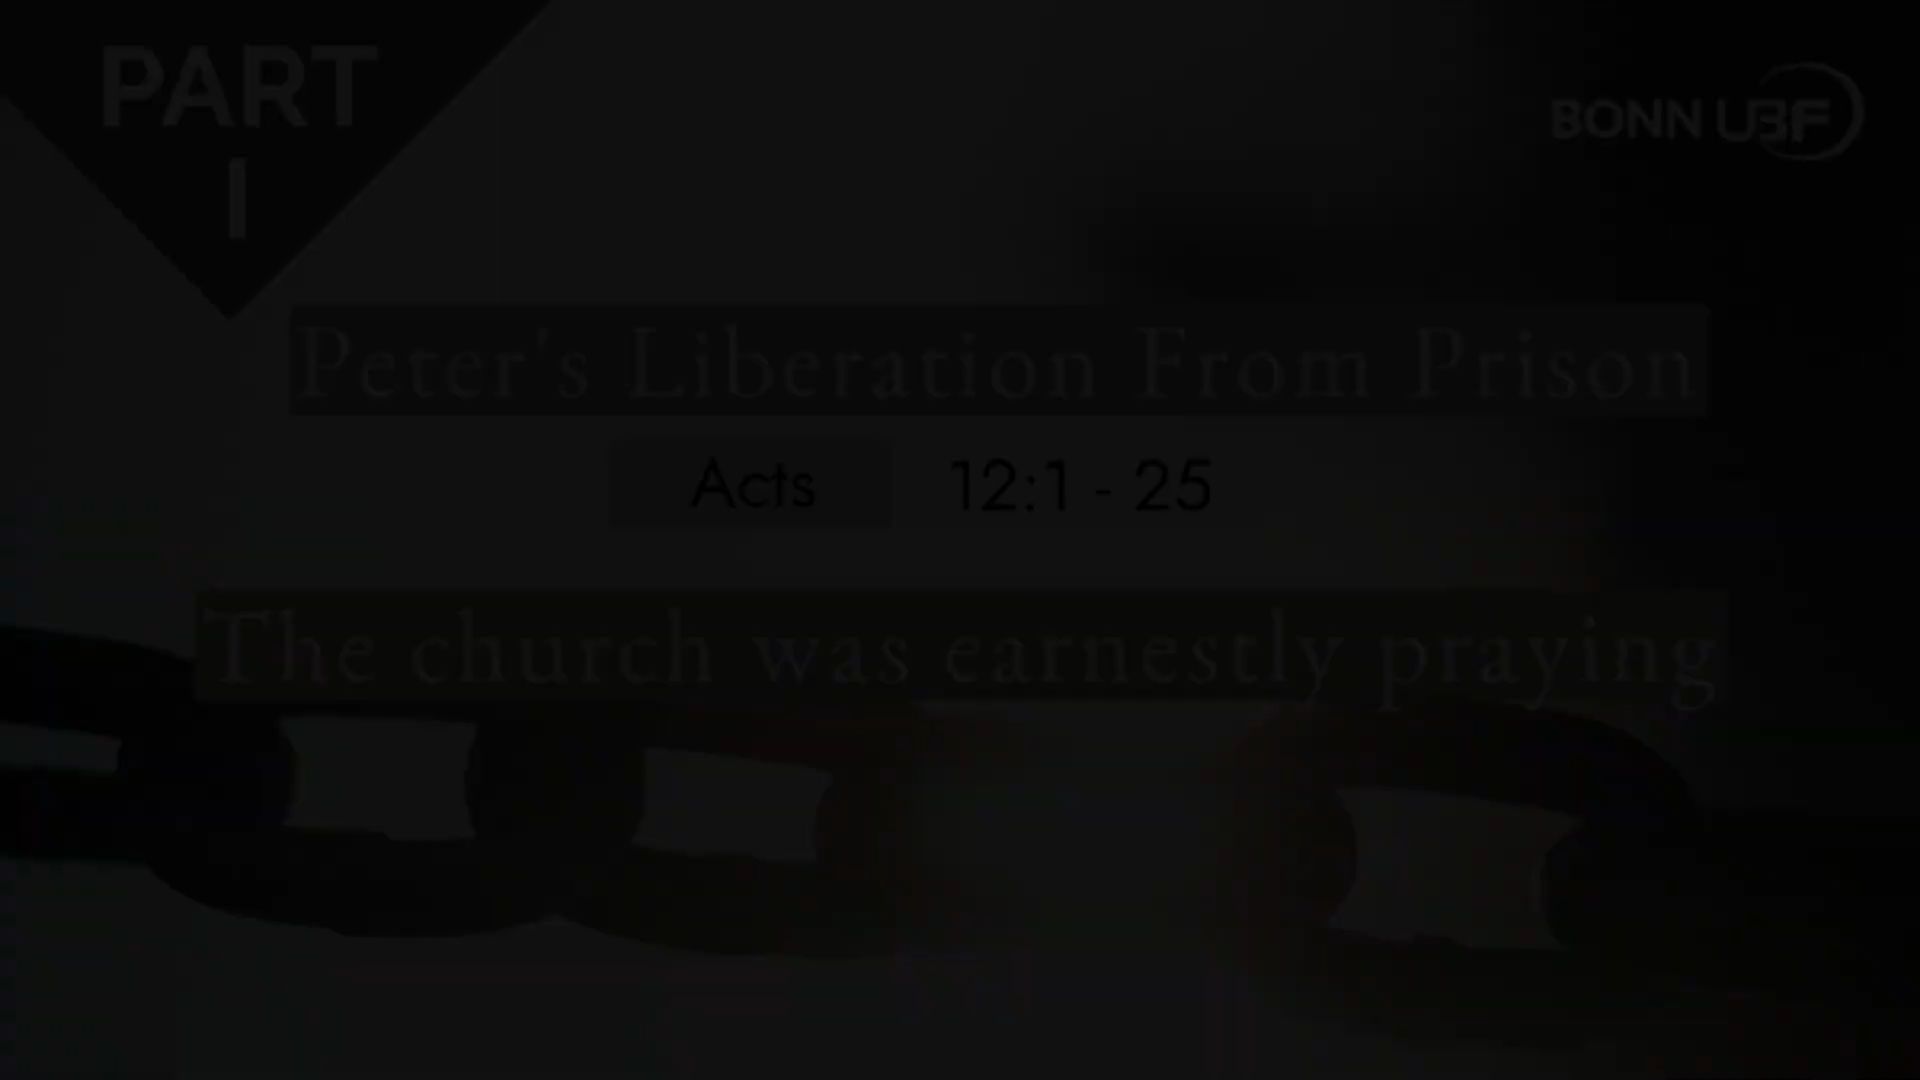 PART
I
BONN UBF
Peter's Liberation From Prison
Acts 12:1 - 25
The church was earnestly praying